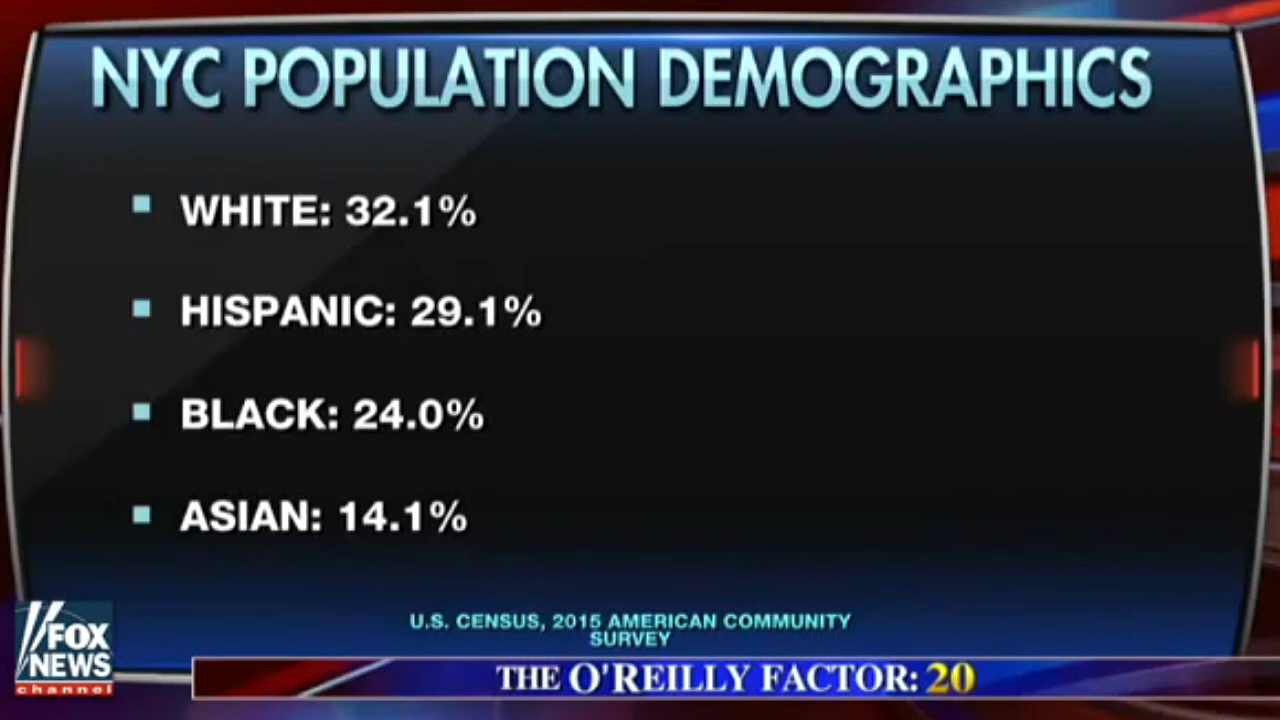 NYC POPULATION DEMOGRAPHICS
WHITE: 32.1%
HISPANIC: 29.1%
BLACK: 24.0%
ASIAN: 14.1%
U.S. CENSUS, 2015 AMERICAN COMMUNITY
SURVEY
FOX
NEWS
channel
THE O'REILLY FACTOR: 20